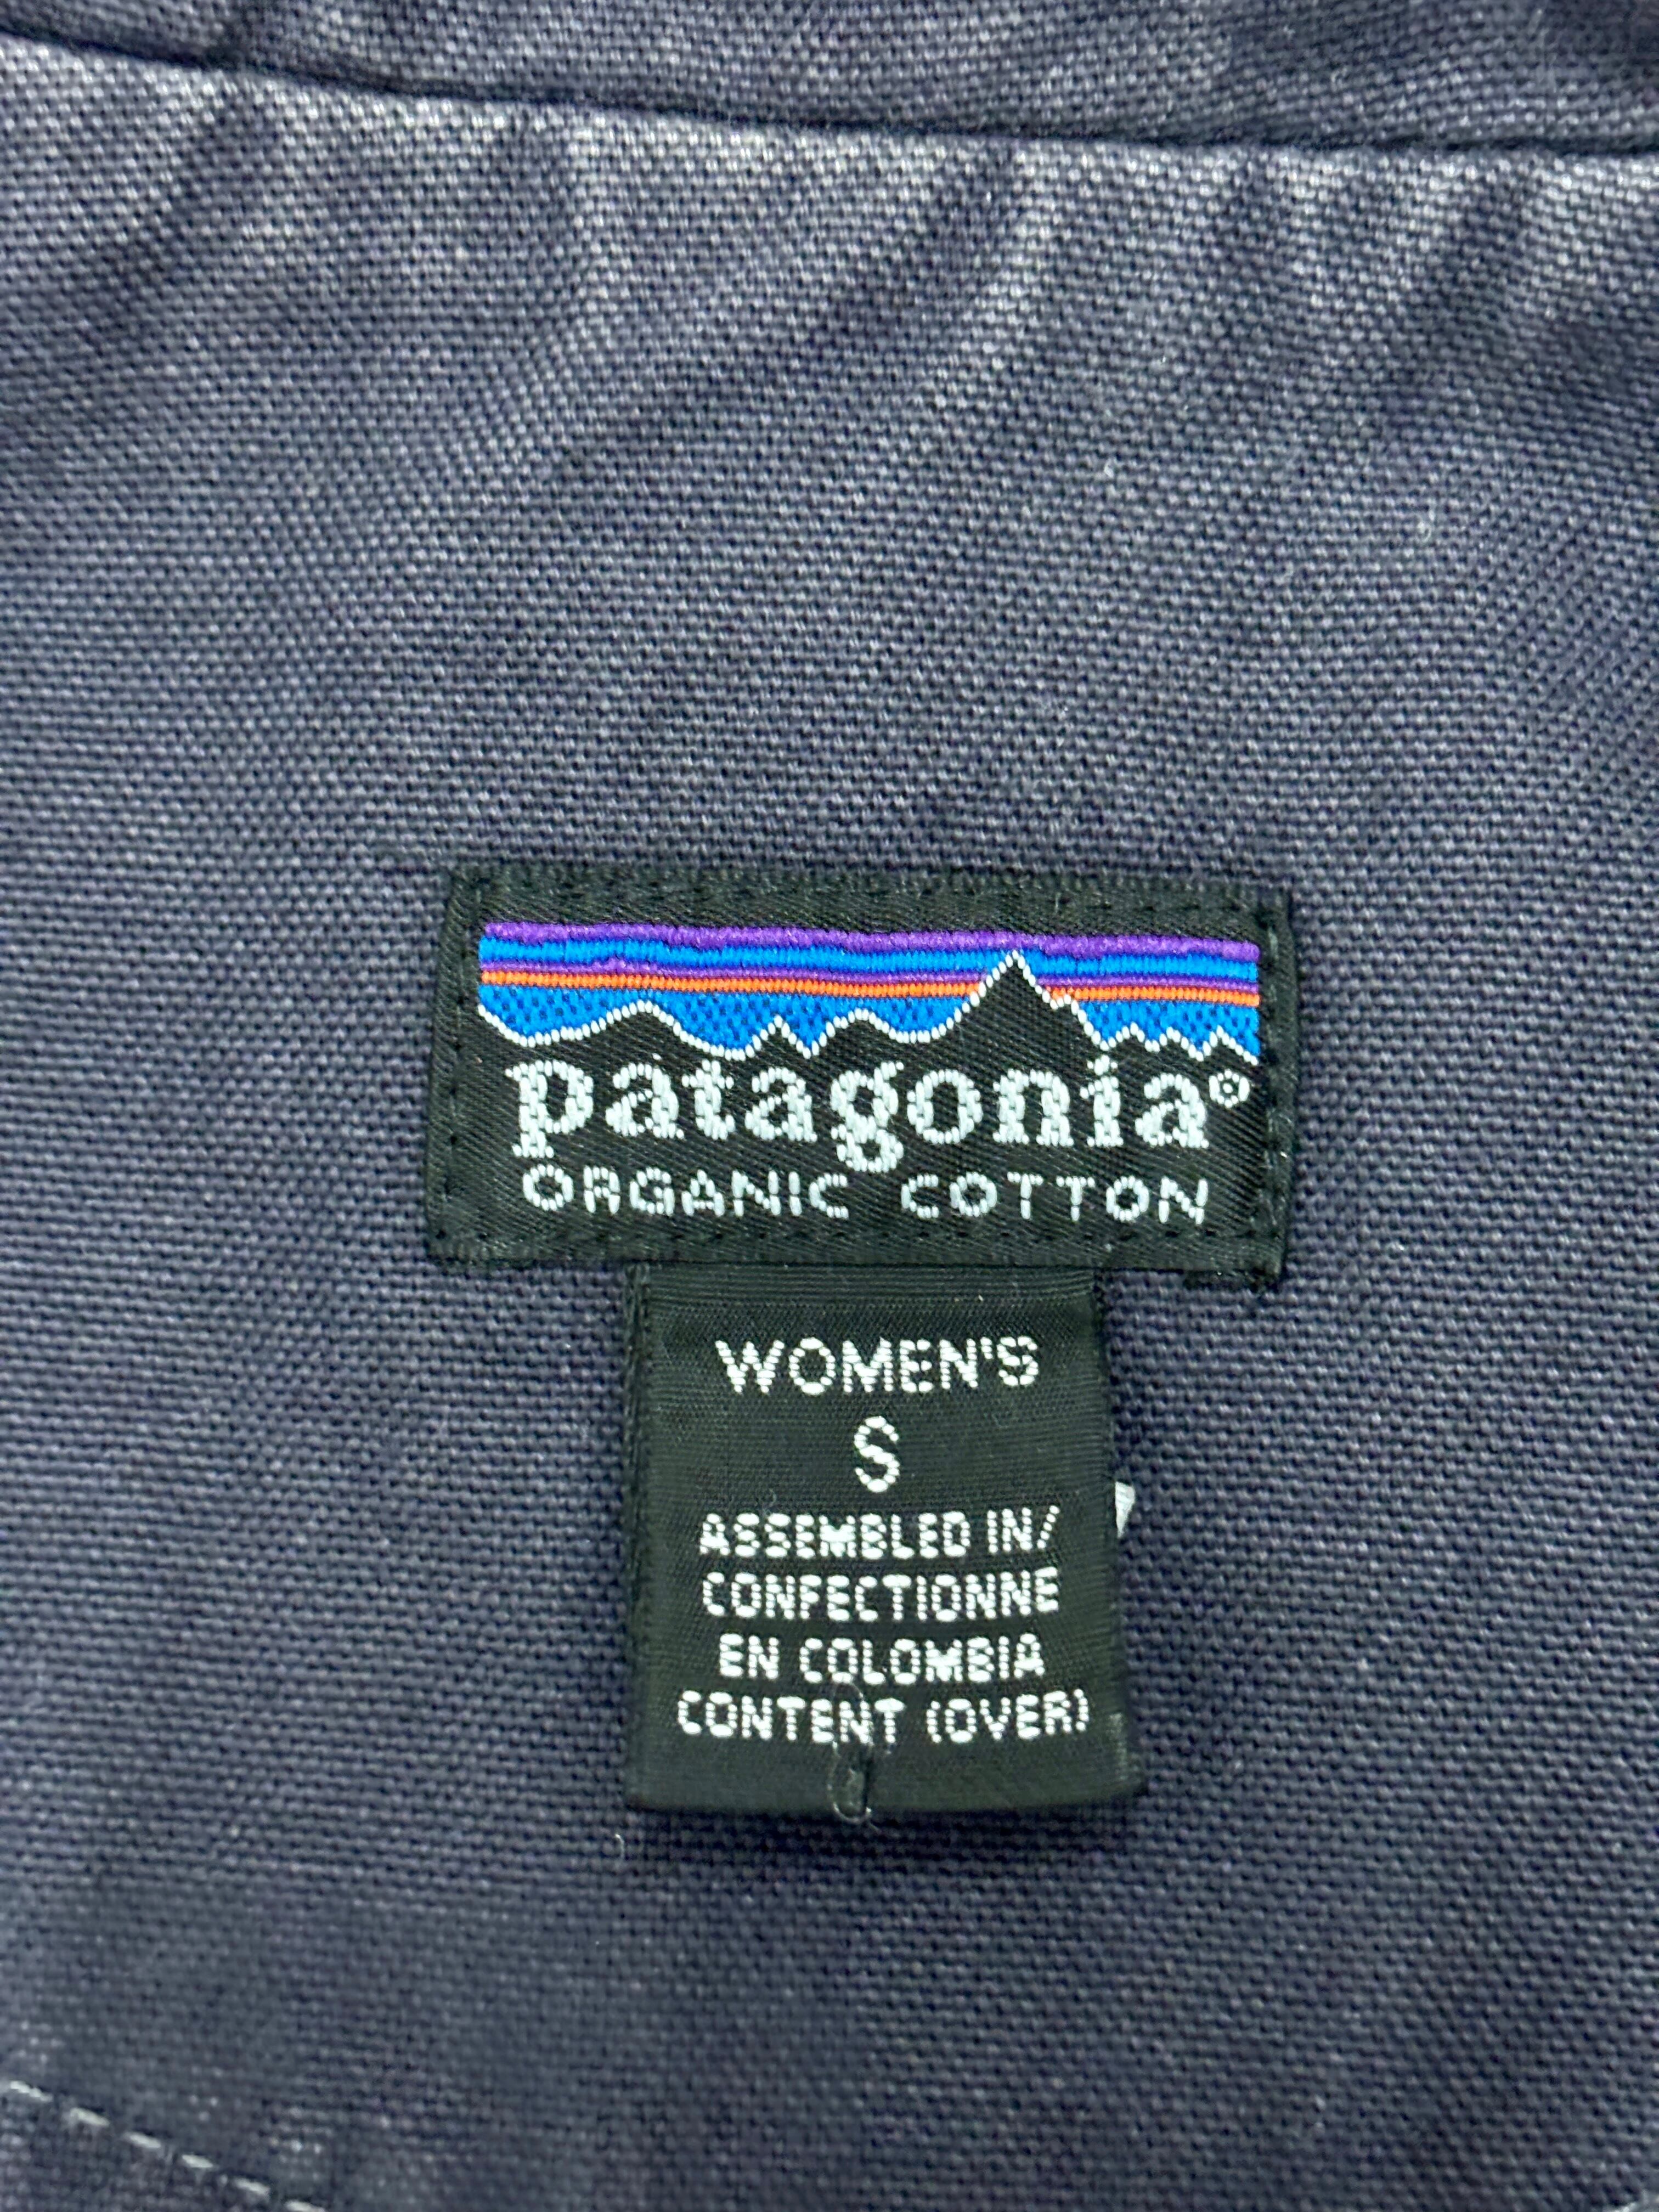 patagonia®
ORGANIC COTTON
WOMEN'S
S
ASSEMBLED IN/
CONFECTIONNE
EN COLOMBIA
CONTENT (OVER)